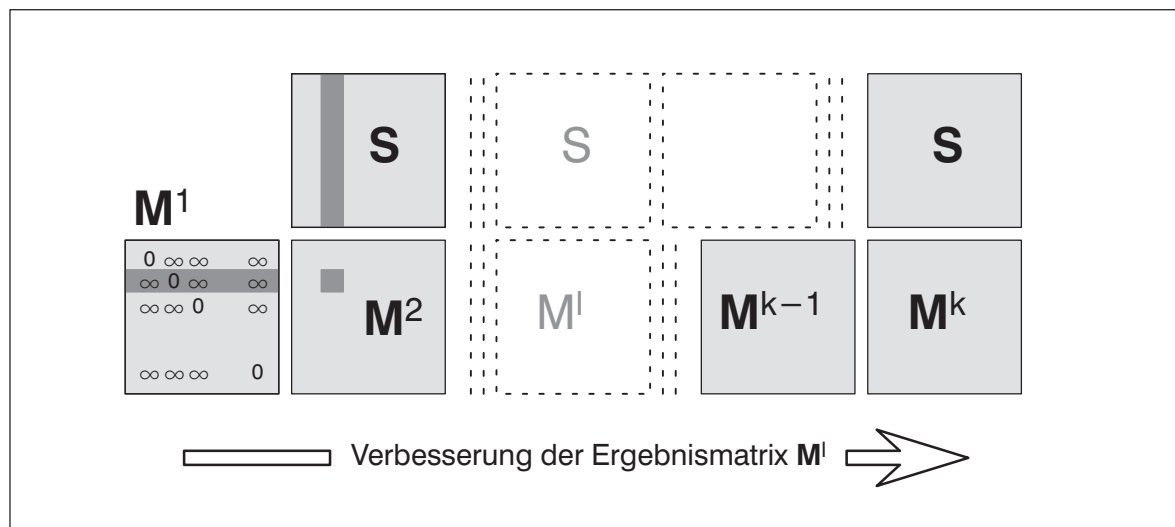 S S S
M¹
0 ∞ ∞ ∞
∞ 0 ∞ ∞
∞ ∞ 0 ∞
M² Mˡ Mᵏ⁻¹ Mᵏ
∞ ∞ ∞ 0
Verbesserung der Ergebnismatrix Mˡ